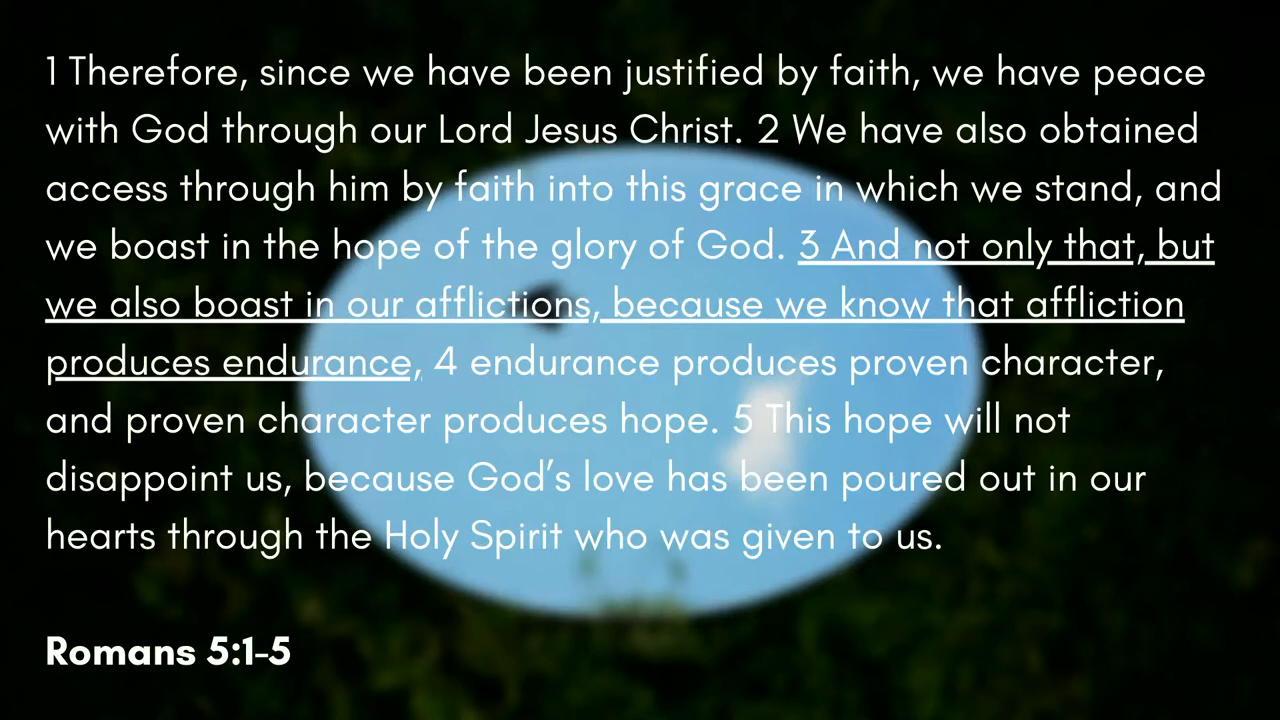 1 Therefore, since we have been justified by faith, we have peace
with God through our Lord Jesus Christ. 2 We have also obtained
access through him by faith into this grace in which we stand, and
we boast in the hope of the glory of God. 3 And not only that, but
we also boast in our afflictions, because we know that affliction
produces endurance, 4 endurance produces proven character,
and proven character produces hope. 5 This hope will not
disappoint us, because God’s love has been poured out in our
hearts through the Holy Spirit who was given to us.
Romans 5:1-5